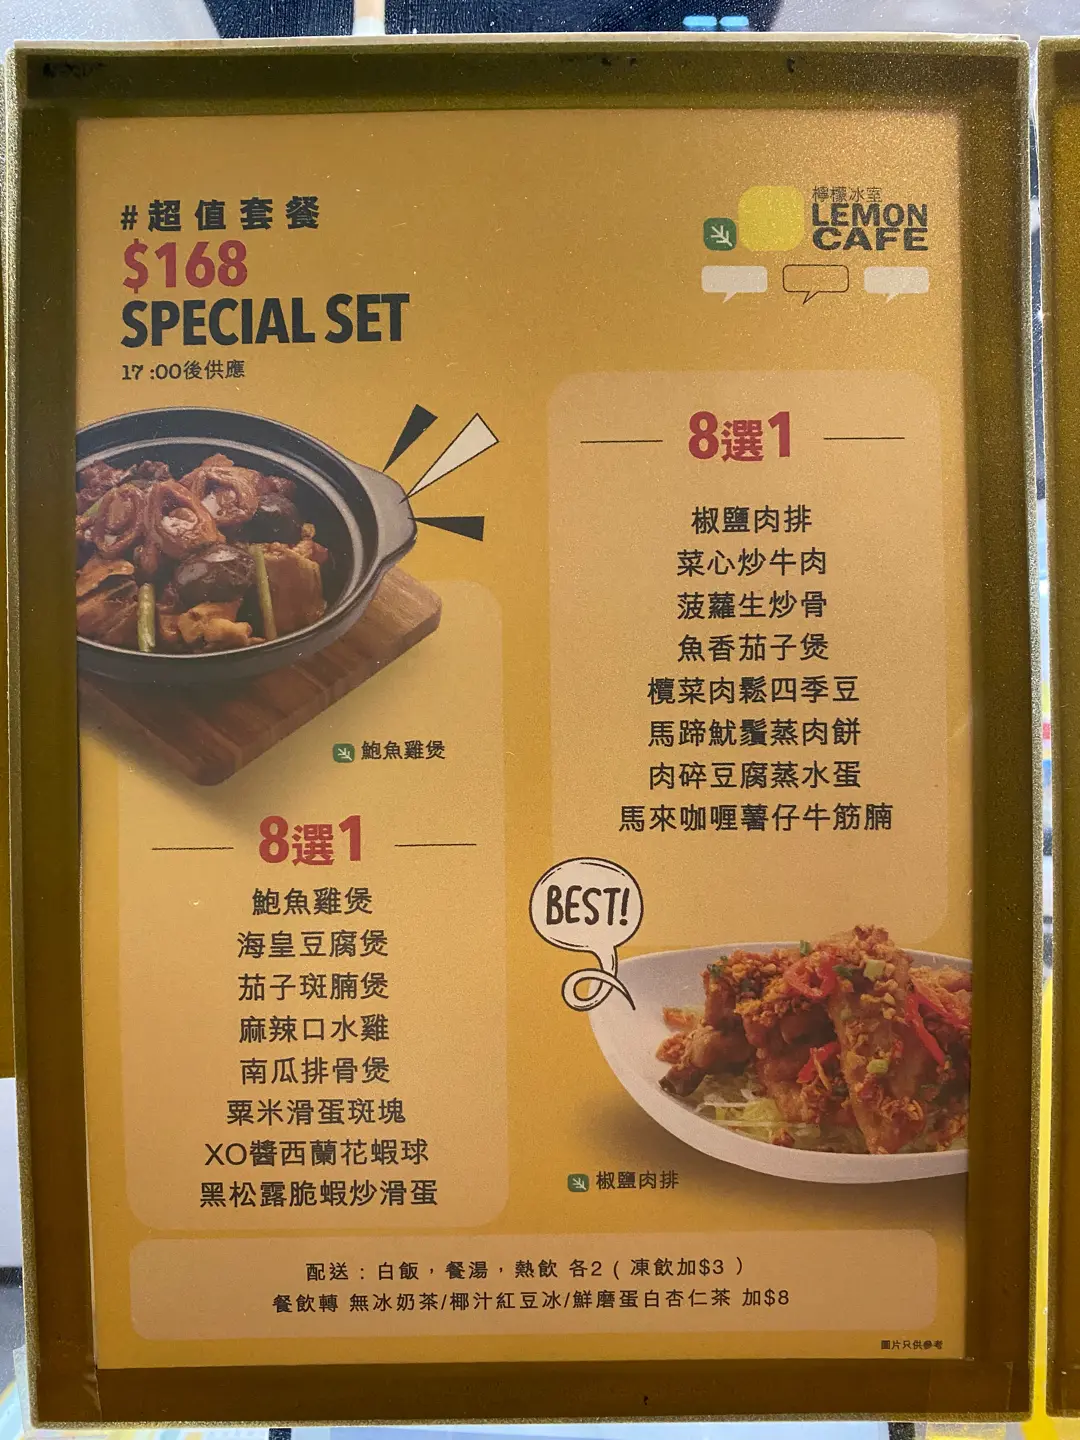 #超值套餐
$168
SPECIAL SET
17:00後供應
檸檬冰室
LEMON
CAFE
鮑魚雞煲
8選1
鮑魚雞煲
海皇豆腐煲
茄子斑腩煲
麻辣口水雞
南瓜排骨煲
粟米滑蛋斑塊
XO醬西蘭花蝦球
黑松露脆蝦炒滑蛋
8選1
椒鹽肉排
菜心炒牛肉
菠蘿生炒骨
魚香茄子煲
欖菜肉鬆四季豆
馬蹄魷鬚蒸肉餅
肉碎豆腐蒸水蛋
馬來咖喱薯仔牛筋腩
BEST!
椒鹽肉排
配送：白飯，餐湯，熱飲 各2（凍飲加$3）
餐飲轉 無冰奶茶/椰汁紅豆冰/鮮磨蛋白杏仁茶 加$8
圖片只供參考